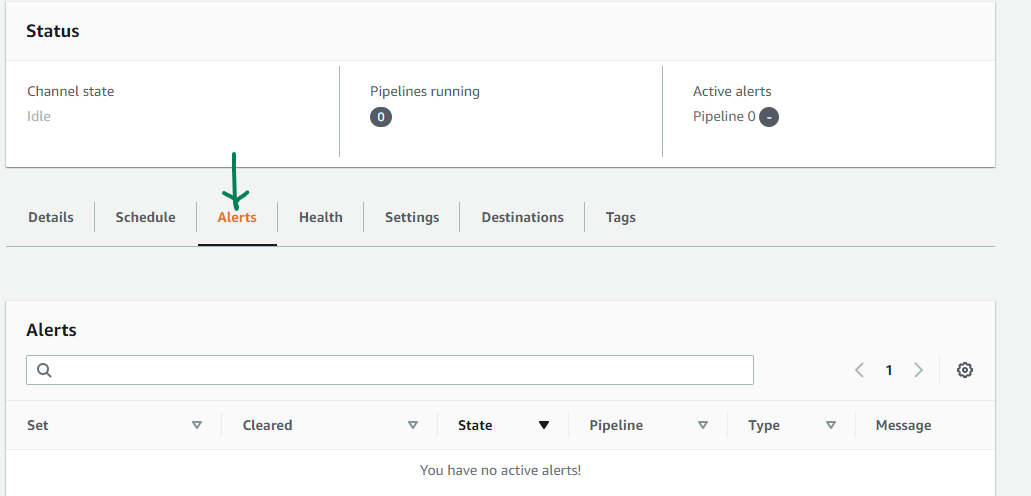 Status
Channel state
Idle
Pipelines running
0
Active alerts
Pipeline 0 -
Details Schedule Alerts Health Settings Destinations Tags
Alerts
1
Set Cleared State Pipeline Type Message
You have no active alerts!